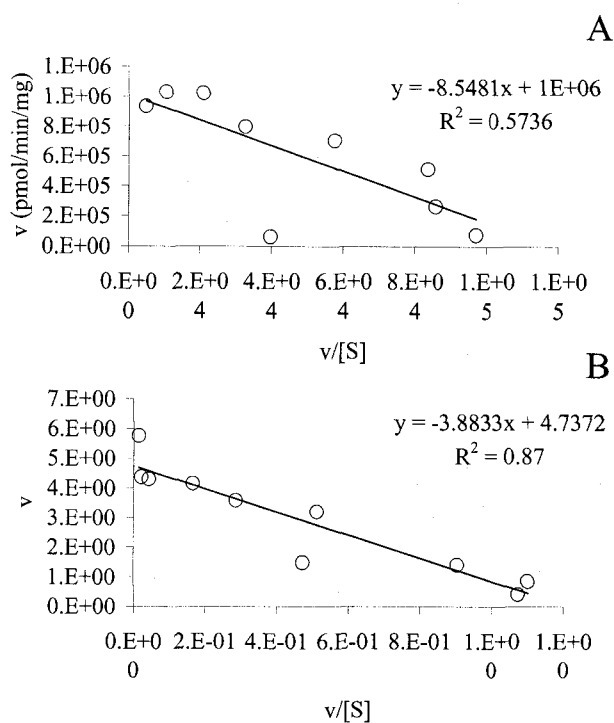 A
y = -8.5481x + 1E+06
R² = 0.5736
v (pmol/min/mg)
1.E+06
1.E+06
8.E+05
6.E+05
4.E+05
2.E+05
0.E+00
0.E+0 2.E+0 4.E+0 6.E+0 8.E+0 1.E+0 1.E+0
0 4 4 4 4 5 5
v/[S]
B
y = -3.8833x + 4.7372
R² = 0.87
v
7.E+00
6.E+00
5.E+00
4.E+00
3.E+00
2.E+00
1.E+00
0.E+00
0.E+0 2.E-01 4.E-01 6.E-01 8.E-01 1.E+0 1.E+0
0 0 0
v/[S]